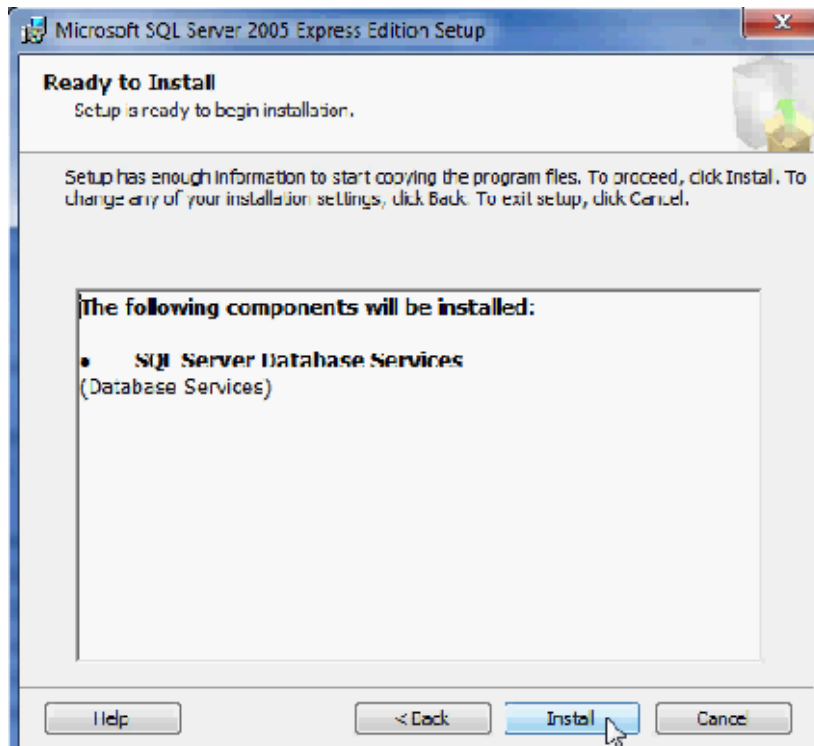 Microsoft SQL Server 2005 Express Edition Setup
Ready to Install
Setup is ready to begin installation.
Setup has enough information to start copying the program files. To proceed, click Install. To
change any of your installation settings, click Back. To exit setup, click Cancel.
The following components will be installed:
• SQL Server Database Services
(Database Services)
Help
< Back
Install
Cancel